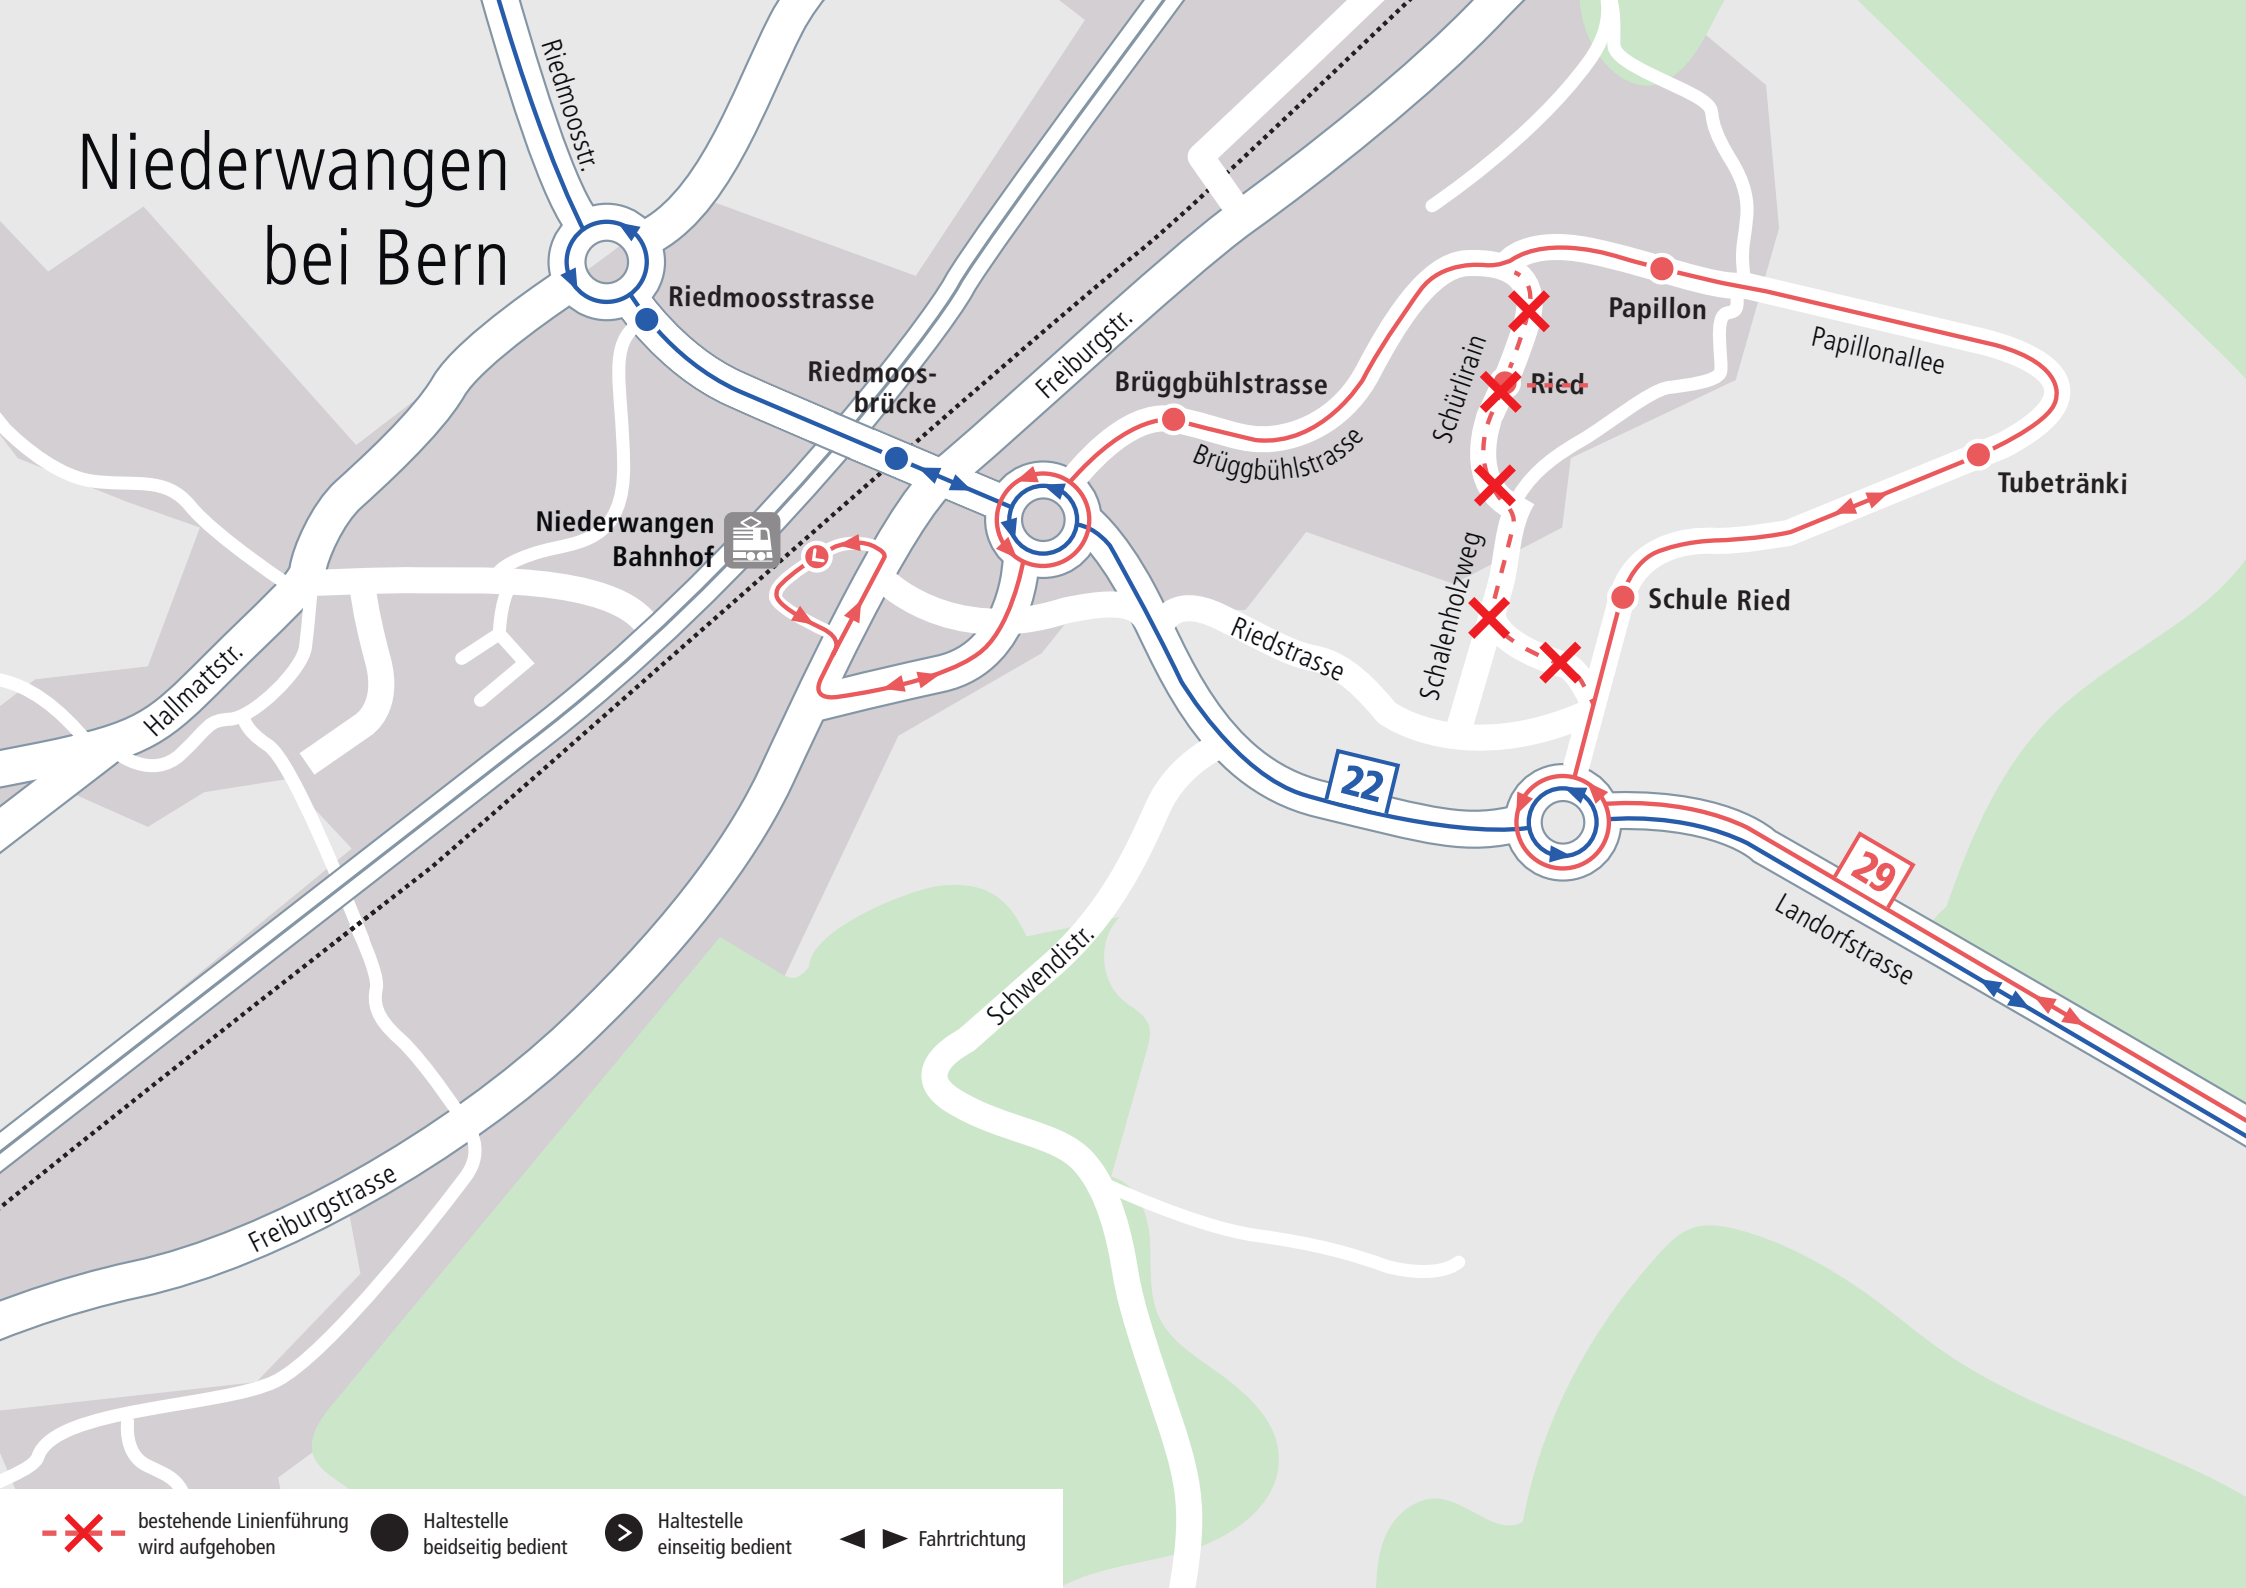 Niederwangen
bei Bern
Riedmoosstr.
Riedmoosstrasse
Riedmoos-
brücke
Freiburgstr.
Brüggbühlstrasse
Brüggbühlstrasse
Schürlirain
Ried
Papillon
Papillonallee
Tubetränki
Niederwangen
Bahnhof
Schule Ried
Schalenholzweg
Riedstrasse
Hallmattstr.
22
29
Landorfstrasse
Schwendistr.
Freiburgstrasse
bestehende Linienführung
wird aufgehoben
Haltestelle
beidseitig bedient
Haltestelle
einseitig bedient
Fahrtrichtung